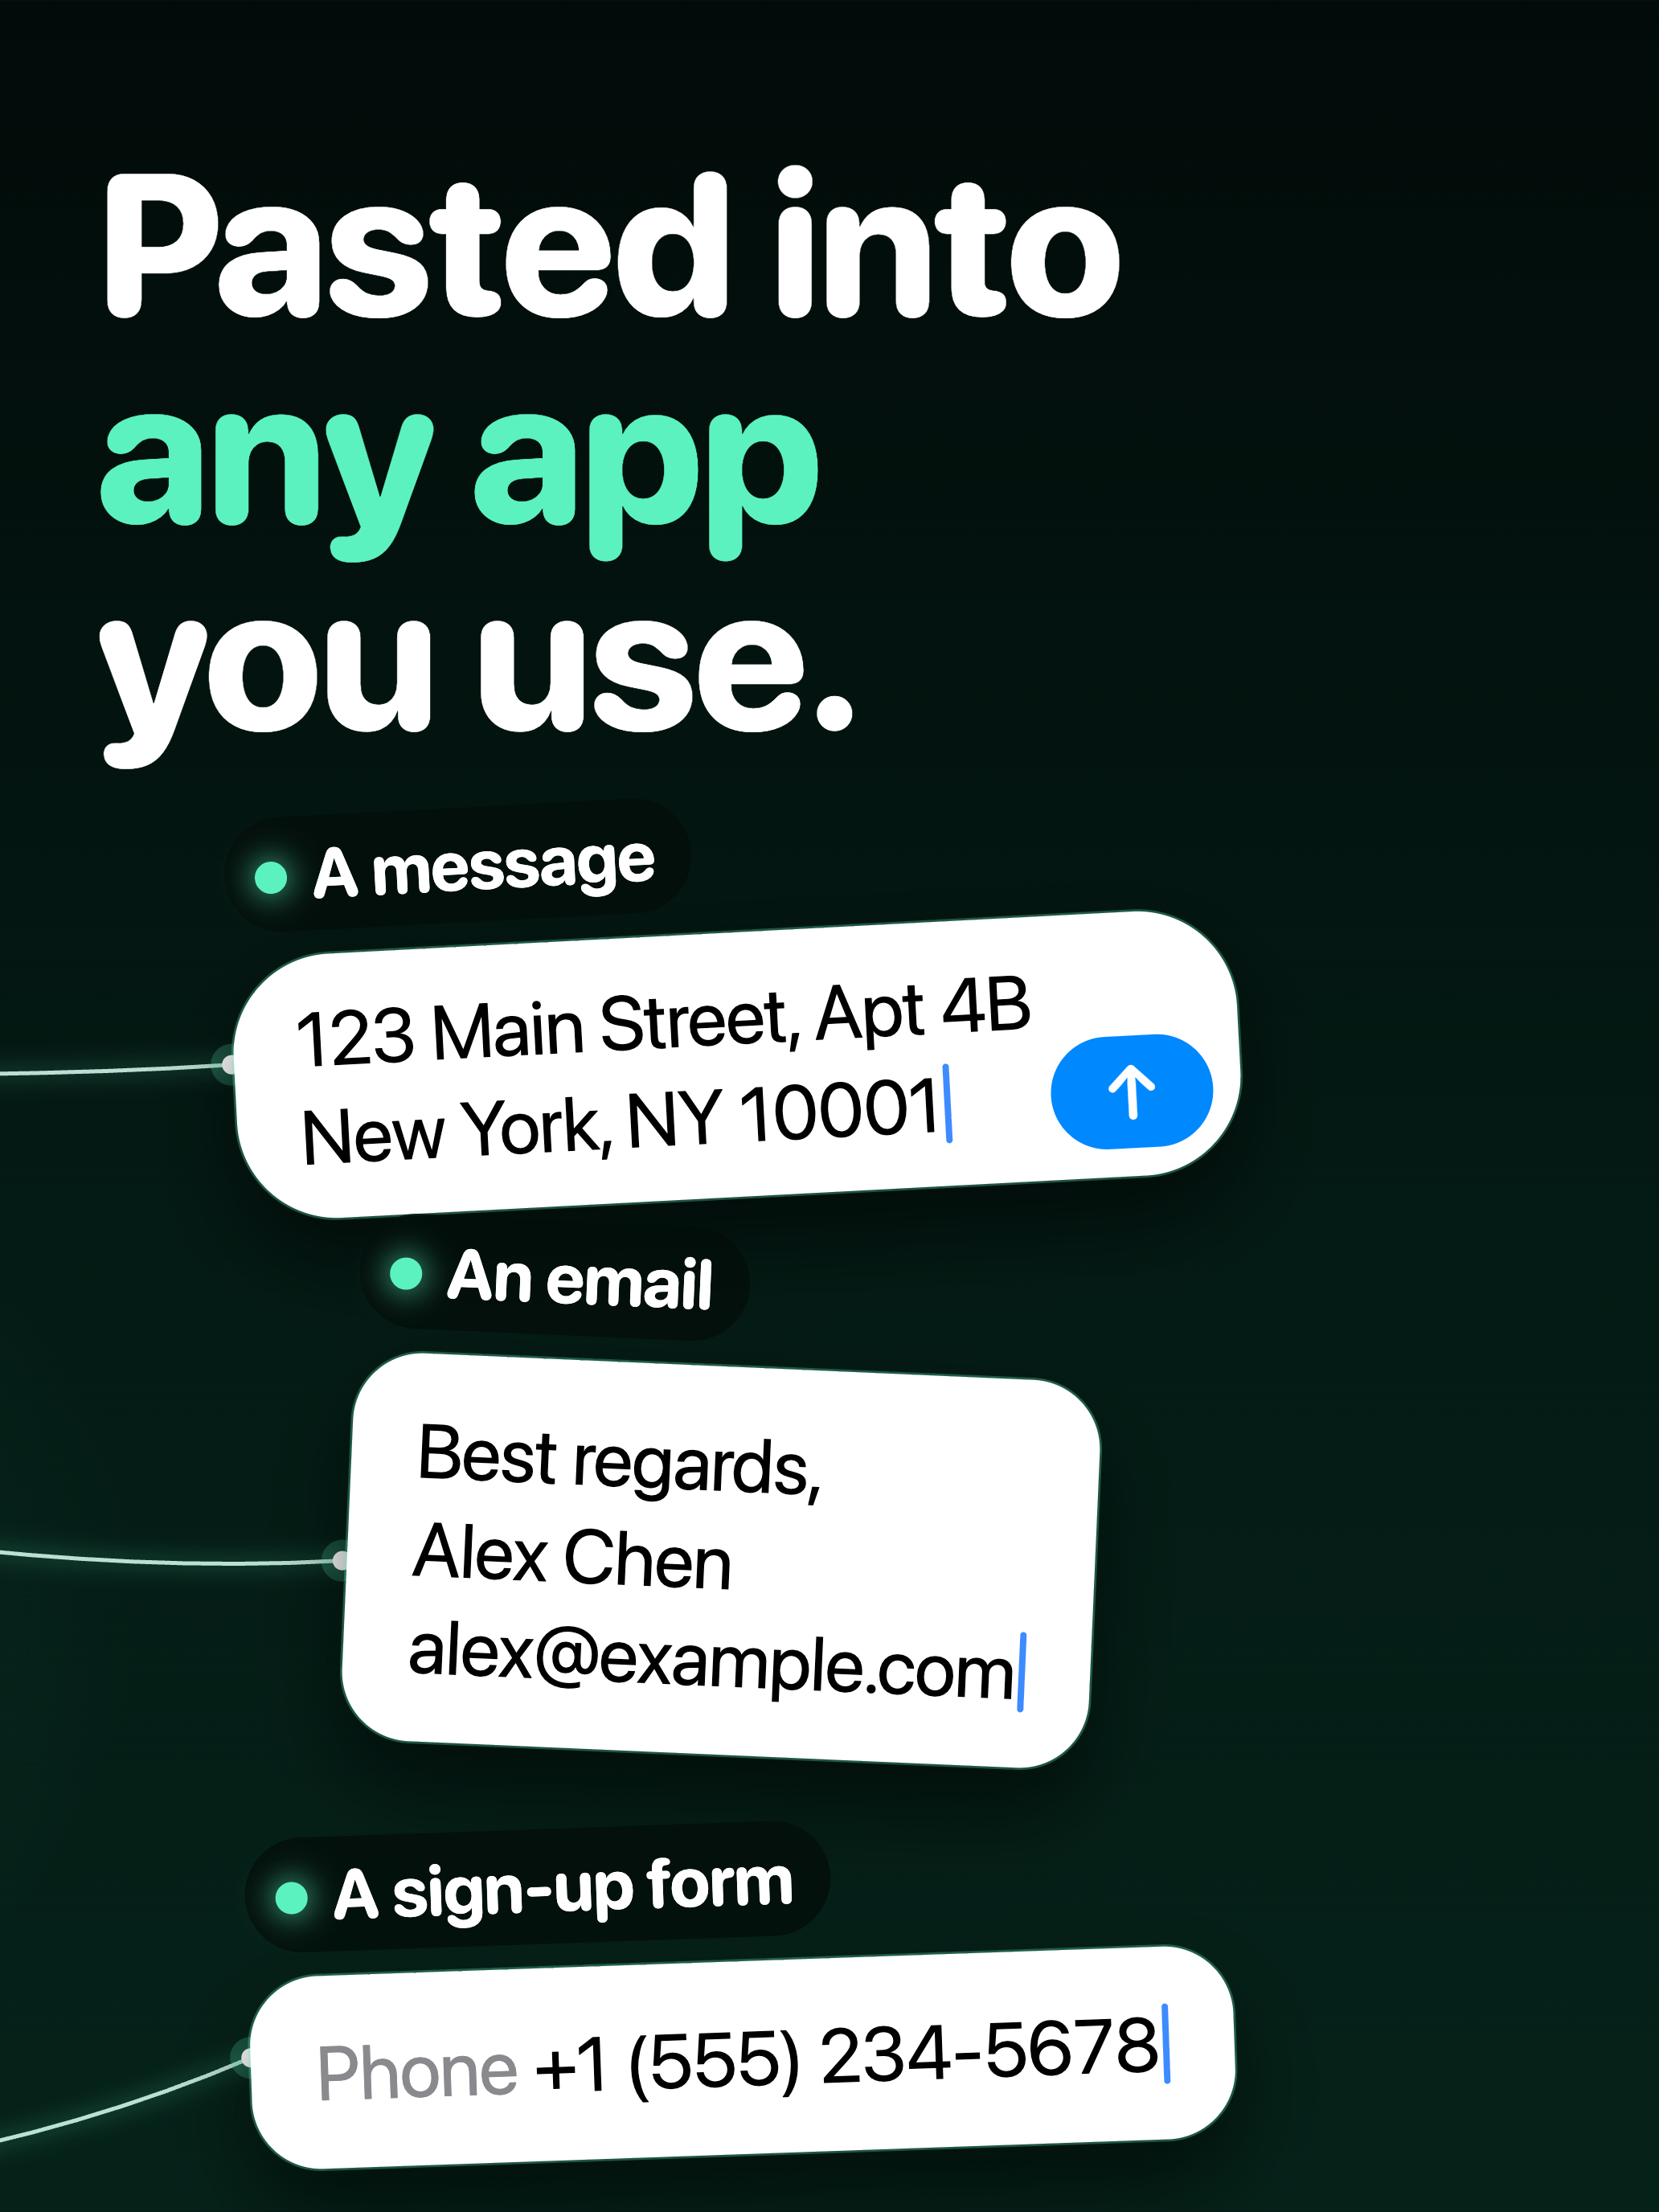 Pasted into
any app
you use.
A message
123 Main Street, Apt 4B
New York, NY 10001
An email
Best regards,
Alex Chen
alex@example.com
A sign-up form
Phone +1 (555) 234-5678